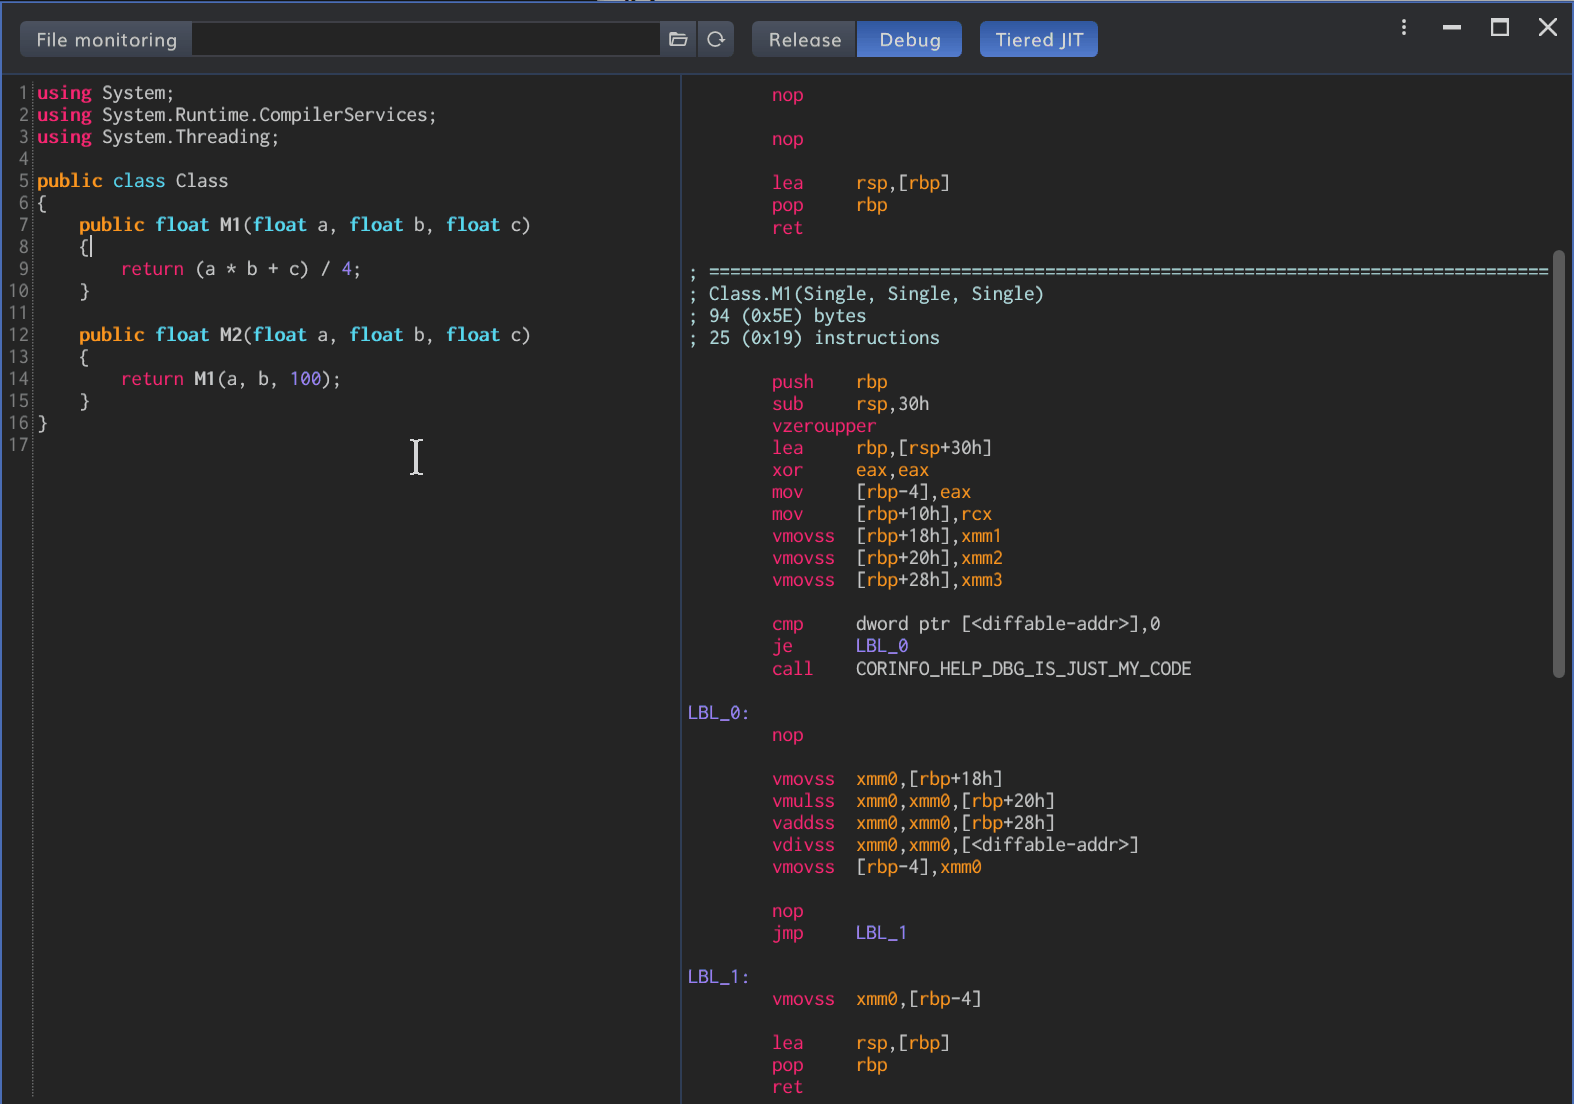 File monitoring
Release
Debug
Tiered JIT
1 using System;
2 using System.Runtime.CompilerServices;
3 using System.Threading;
4
5 public class Class
6 {
7     public float M1(float a, float b, float c)
8     {
9         return (a * b + c) / 4;
10     }
11
12     public float M2(float a, float b, float c)
13     {
14         return M1(a, b, 100);
15     }
16 }
17
nop
nop
lea     rsp,[rbp]
pop     rbp
ret
; ================================================================================
; Class.M1(Single, Single, Single)
; 94 (0x5E) bytes
; 25 (0x19) instructions
push    rbp
sub     rsp,30h
vzeroupper
lea     rbp,[rsp+30h]
xor     eax,eax
mov     [rbp-4],eax
mov     [rbp+10h],rcx
vmovss  [rbp+18h],xmm1
vmovss  [rbp+20h],xmm2
vmovss  [rbp+28h],xmm3
cmp     dword ptr [<diffable-addr>],0
je      LBL_0
call    CORINFO_HELP_DBG_IS_JUST_MY_CODE
LBL_0:
nop
vmovss  xmm0,[rbp+18h]
vmulss  xmm0,xmm0,[rbp+20h]
vaddss  xmm0,xmm0,[rbp+28h]
vdivss  xmm0,xmm0,[<diffable-addr>]
vmovss  [rbp-4],xmm0
nop
jmp     LBL_1
LBL_1:
vmovss  xmm0,[rbp-4]
lea     rsp,[rbp]
pop     rbp
ret